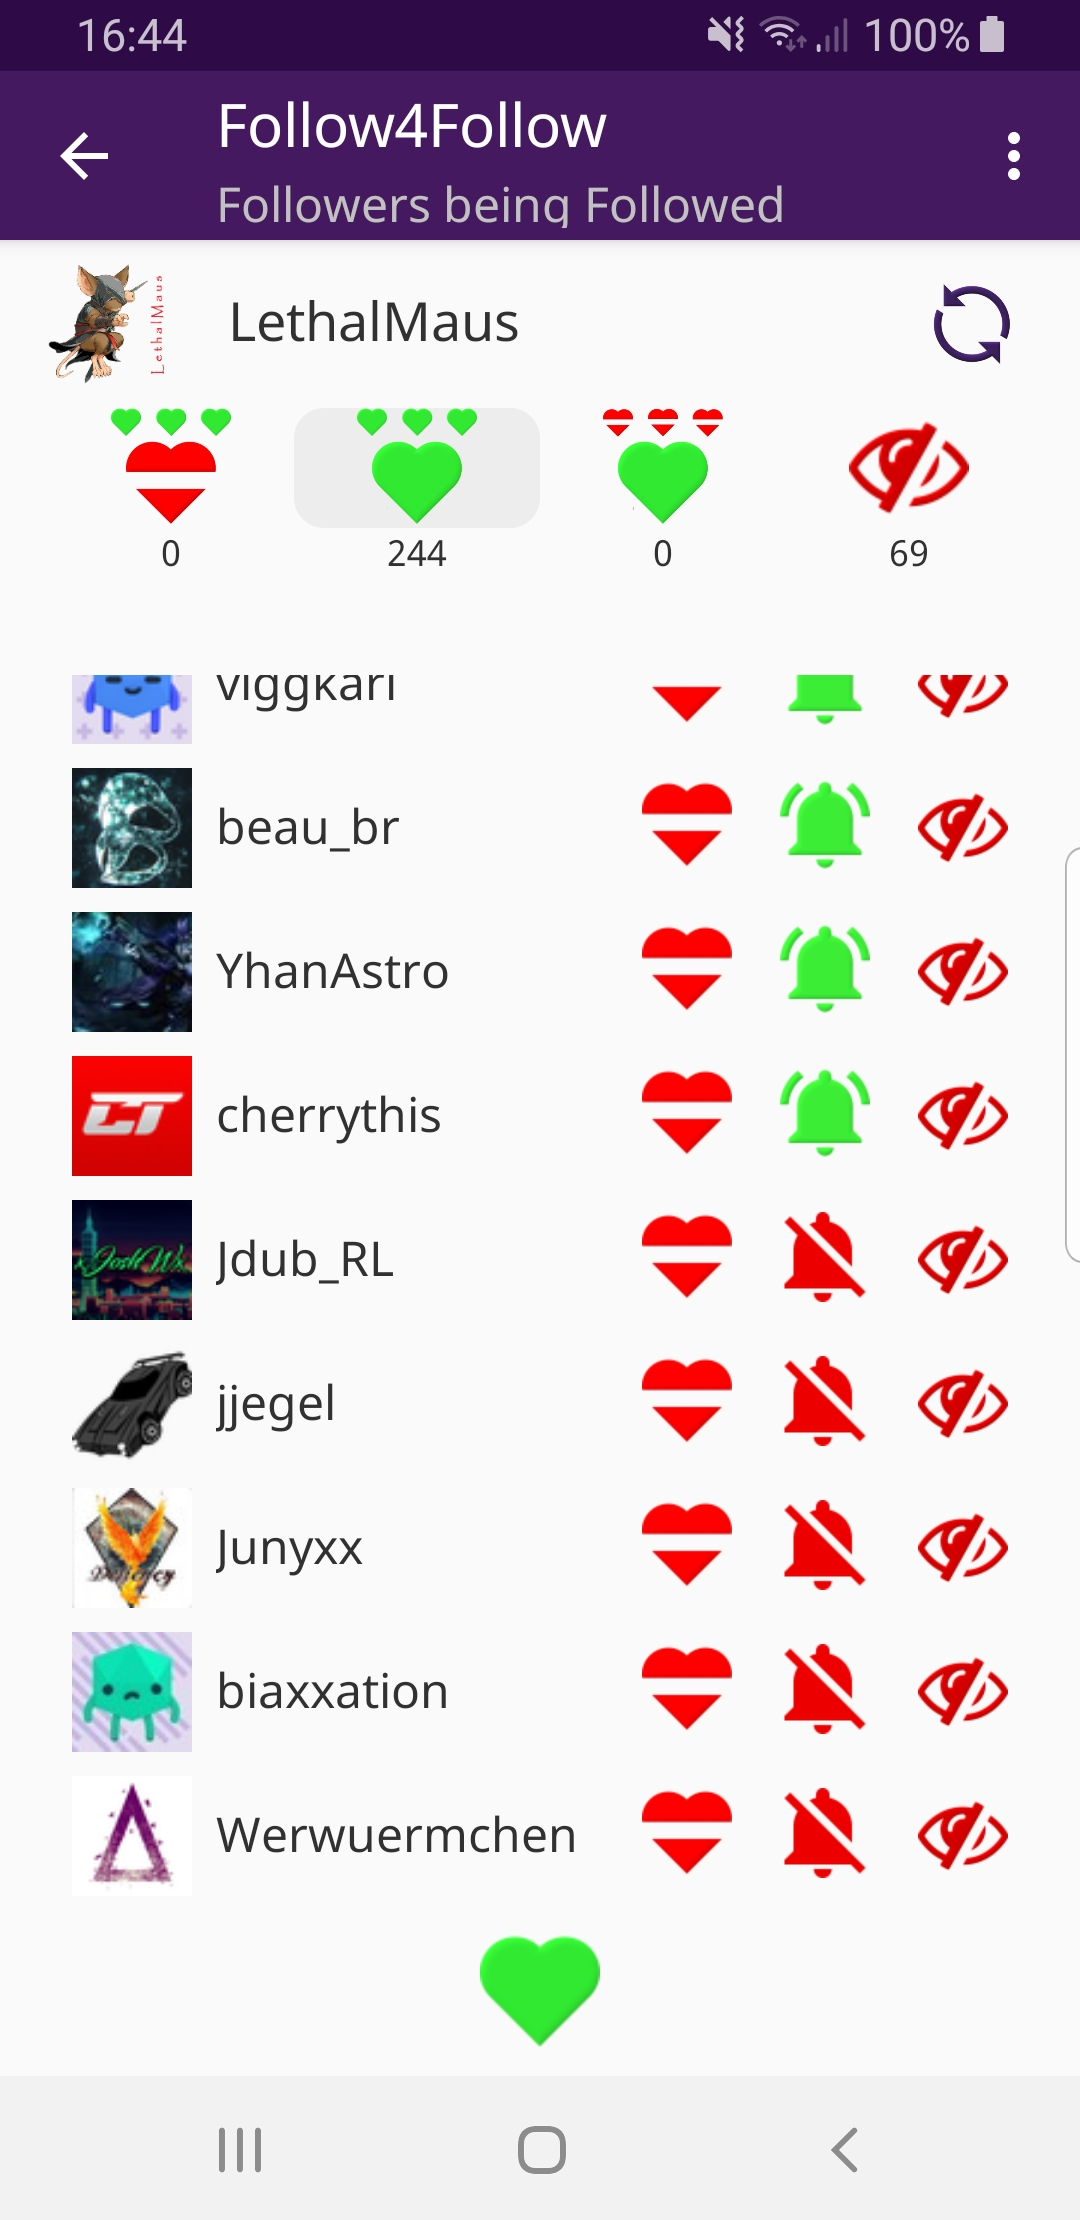 16:44
100%
Follow4Follow
Followers being Followed
LethalMaus
LethalMaus
0
244
0
69
viggkarl
beau_br
YhanAstro
cherrythis
Jdub_RL
jjegel
Junyxx
biaxxation
Werwuermchen